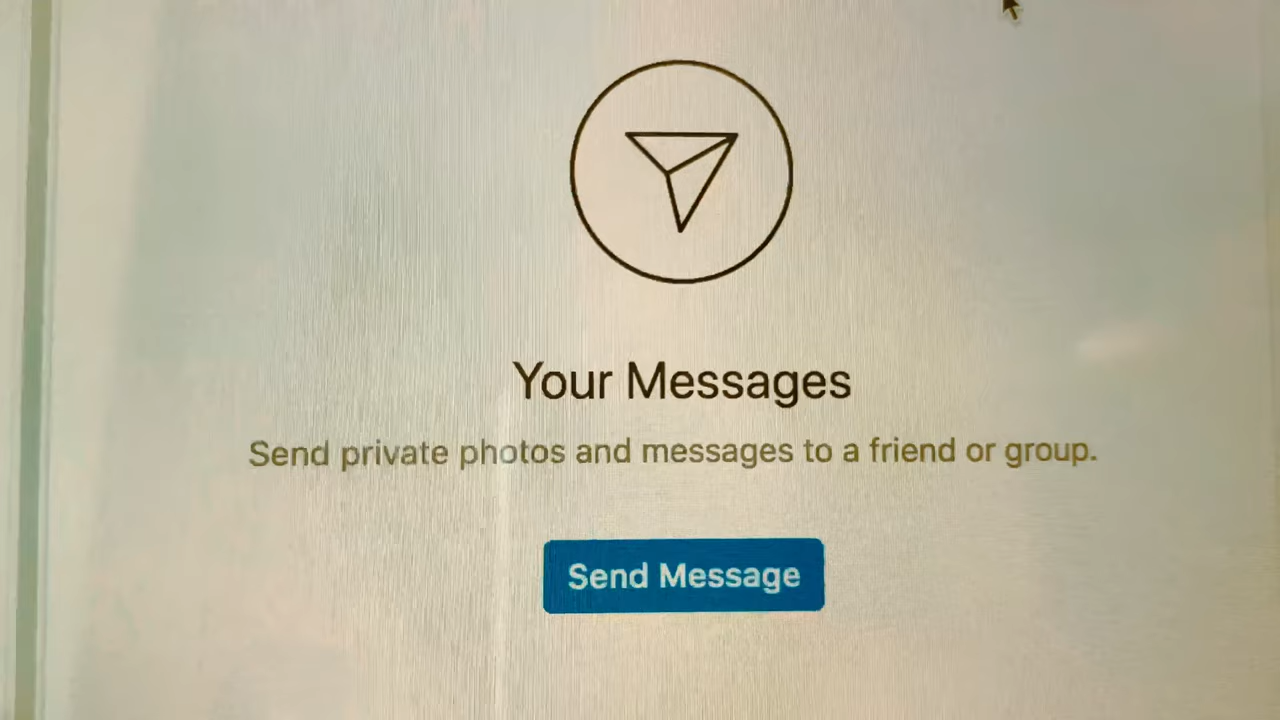 Your Messages
Send private photos and messages to a friend or group.
Send Message